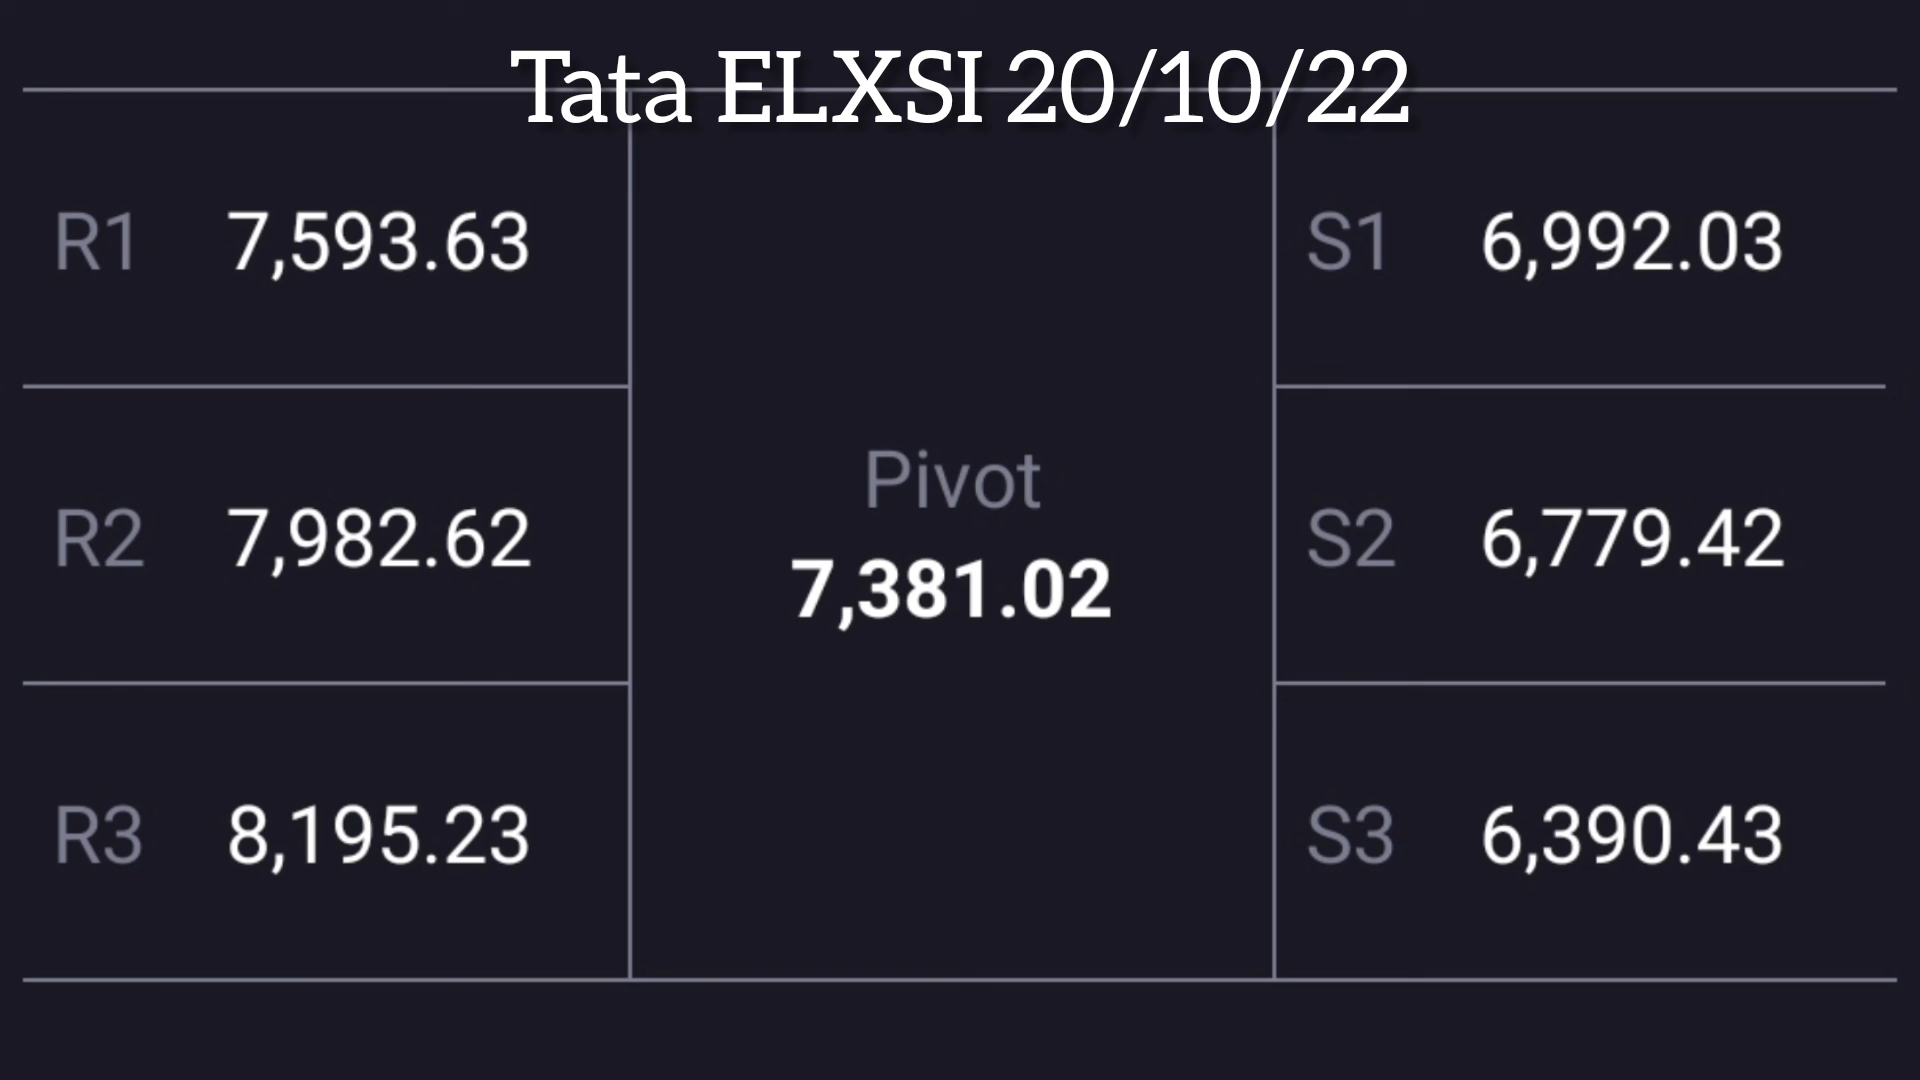 Tata ELXSI 20/10/22
R1 7,593.63
R2 7,982.62
R3 8,195.23
Pivot
7,381.02
S1 6,992.03
S2 6,779.42
S3 6,390.43